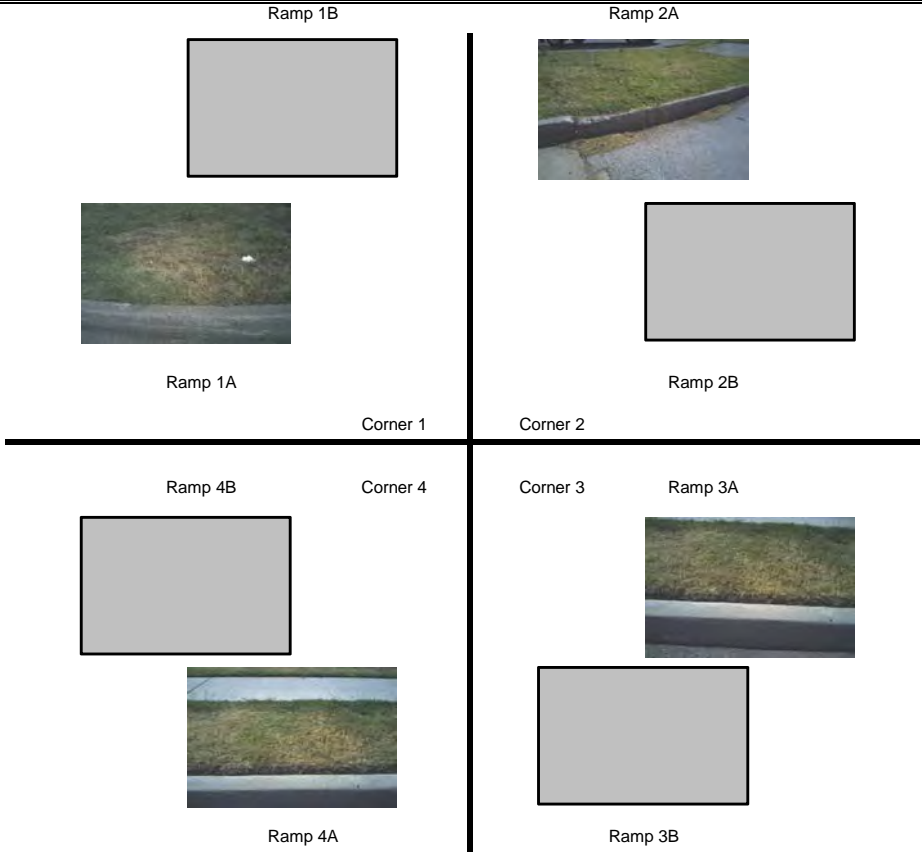 Ramp 1B
Ramp 2A
Ramp 1A
Ramp 2B
Corner 1
Corner 2
Ramp 4B
Corner 4
Corner 3
Ramp 3A
Ramp 4A
Ramp 3B